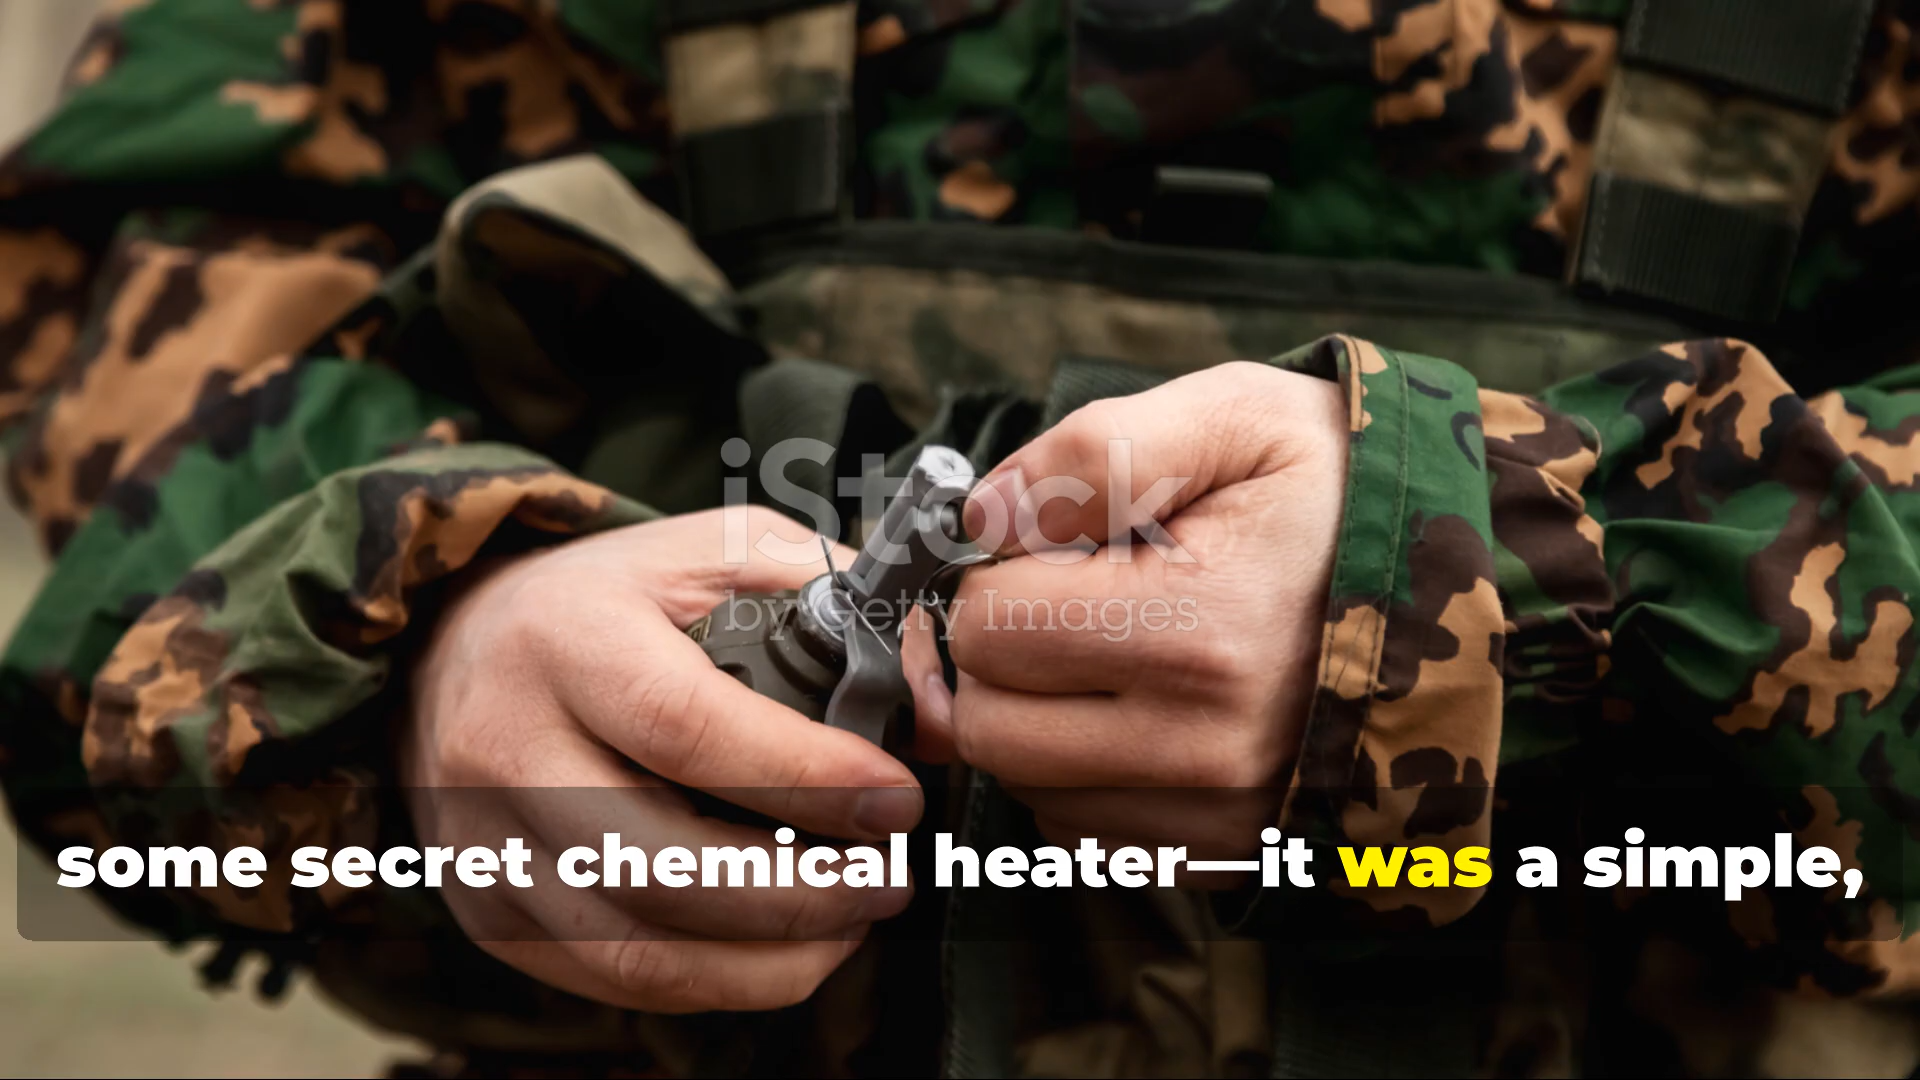 iStock
by Getty Images
some secret chemical heater—it was a simple,